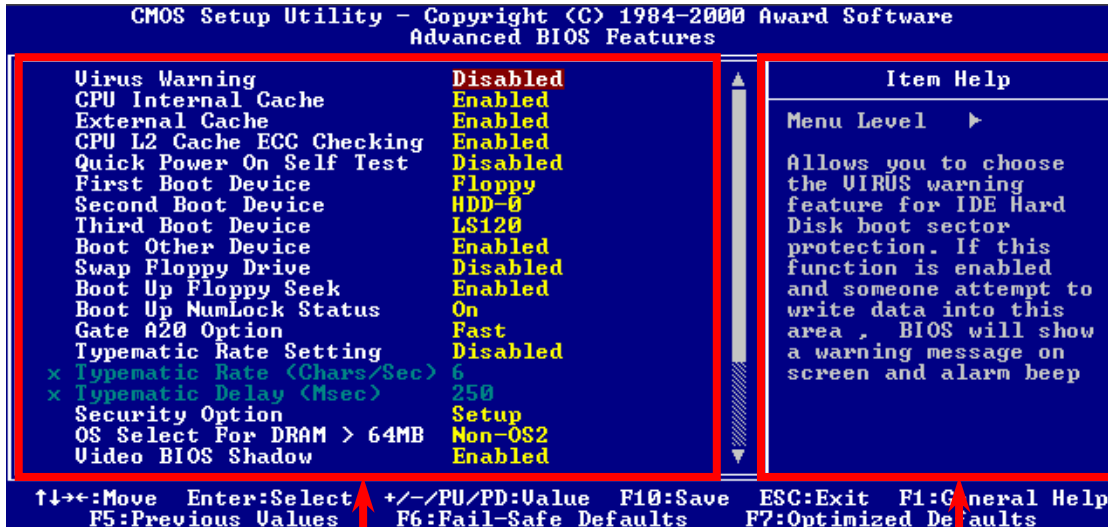 CMOS Setup Utility – Copyright (C) 1984–2000 Award Software
Advanced BIOS Features
Virus Warning Disabled
CPU Internal Cache Enabled
External Cache Enabled
CPU L2 Cache ECC Checking Enabled
Quick Power On Self Test Disabled
First Boot Device Floppy
Second Boot Device HDD-0
Third Boot Device LS120
Boot Other Device Enabled
Swap Floppy Drive Disabled
Boot Up Floppy Seek Enabled
Boot Up NumLock Status On
Gate A20 Option Fast
Typematic Rate Setting Disabled
x Typematic Rate (Chars/Sec) 6
x Typematic Delay (Msec) 250
Security Option Setup
OS Select For DRAM > 64MB Non-OS2
Video BIOS Shadow Enabled
Item Help
Menu Level ▶
Allows you to choose
the VIRUS warning
feature for IDE Hard
Disk boot sector
protection. If this
function is enabled
and someone attempt to
write data into this
area , BIOS will show
a warning message on
screen and alarm beep
↑↓→←:Move Enter:Select +/-/PU/PD:Value F10:Save ESC:Exit F1:General Help
F5:Previous Values F6:Fail-Safe Defaults F7:Optimized Defaults